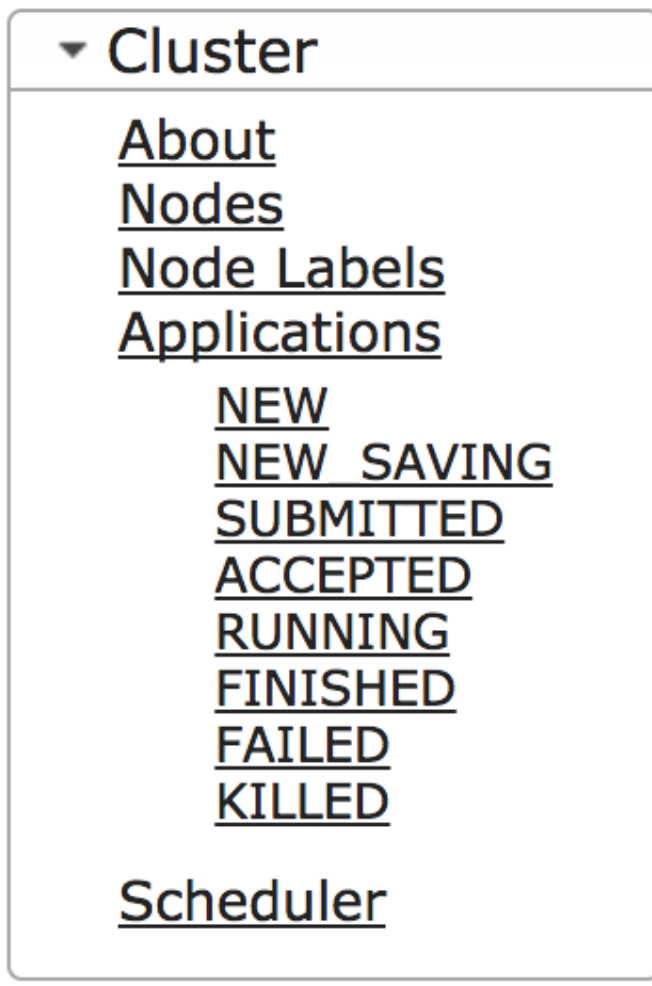 Cluster
About
Nodes
Node Labels
Applications
NEW
NEW_SAVING
SUBMITTED
ACCEPTED
RUNNING
FINISHED
FAILED
KILLED
Scheduler